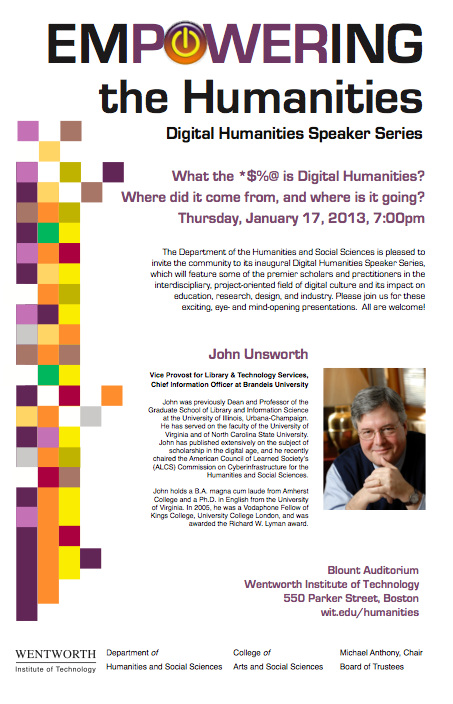 EMPOWERING
the Humanities
Digital Humanities Speaker Series
What the *$%@ is Digital Humanities?
Where did it come from, and where is it going?
Thursday, January 17, 2013, 7:00pm
The Department of the Humanities and Social Sciences is pleased to
invite the community to its inaugural Digital Humanities Speaker Series,
which will feature some of the premier scholars and practitioners in the
interdisciplary, project-oriented field of digital culture and its impact on
education, research, design, and industry. Please join us for these
exciting, eye- and mind-opening presentations. All are welcome!
John Unsworth
Vice Provost for Library & Technology Services,
Chief Information Officer at Brandeis University
John was previously Dean and Professor of the
Graduate School of Library and Information Science
at the University of Illinois, Urbana-Champaign.
He has served on the faculty of the University of
Virginia and of North Carolina State University.
John has published extensively on the subject of
scholarship in the digital age, and he recently
chaired the American Council of Learned Society's
(ALCS) Commission on Cyberinfrastructure for the
Humanities and Social Sciences.
John holds a B.A. magna cum laude from Amherst
College and a Ph.D. in English from the University
of Virginia. In 2005, he was a Vodaphone Fellow of
Kings College, University College London, and was
awarded the Richard W. Lyman award.
Blount Auditorium
Wentworth Institute of Technology
550 Parker Street, Boston
wit.edu/humanities
WENTWORTH
Institute of Technology
Department of
Humanities and Social Sciences
College of
Arts and Social Sciences
Michael Anthony, Chair
Board of Trustees